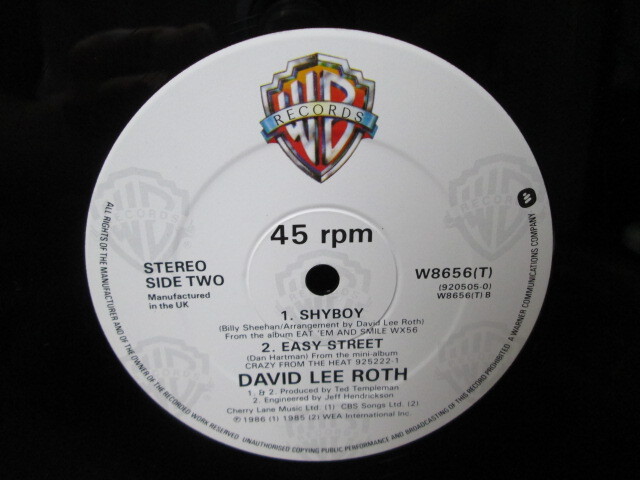 WB
RECORDS
45 rpm
STEREO
SIDE TWO
Manufactured
in the UK
W8656(T)
(920505-0)
W8656(T) B
1. SHYBOY
(Billy Sheehan/Arrangement by David Lee Roth)
From the album EAT 'EM AND SMILE WX56
2. EASY STREET
(Dan Hartman) From the mini-album
CRAZY FROM THE HEAT 925222-1
DAVID LEE ROTH
1. & 2. Produced by Ted Templeman
2. Engineered by Jeff Hendrickson
Cherry Lane Music Ltd. (1) CBS Songs Ltd. (2)
℗ 1986 (1) 1985 (2) WEA International Inc.
ALL RIGHTS OF THE MANUFACTURER AND OF THE OWNER OF THE RECORDED WORK RESERVED UNAUTHORISED COPYING PUBLIC PERFORMANCE AND BROADCASTING OF THIS RECORD PROHIBITED A WARNER COMMUNICATIONS COMPANY